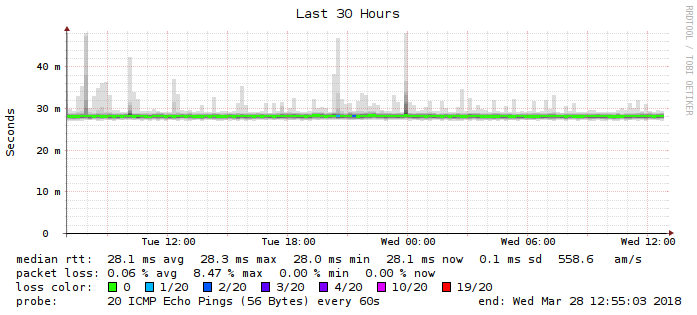 Last 30 Hours
RRDTOOL / TOBI OETIKER
Seconds
40 m
30 m
20 m
10 m
0
Tue 12:00 Tue 18:00 Wed 00:00 Wed 06:00 Wed 12:00
median rtt: 28.1 ms avg 28.3 ms max 28.0 ms min 28.1 ms now 0.1 ms sd 558.6 am/s
packet loss: 0.06 % avg 8.47 % max 0.00 % min 0.00 % now
loss color: 0 1/20 2/20 3/20 4/20 10/20 19/20
probe: 20 ICMP Echo Pings (56 Bytes) every 60s end: Wed Mar 28 12:55:03 2018